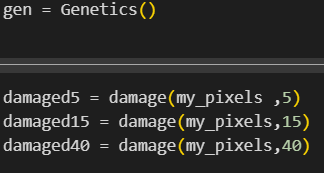 gen = Genetics()
damaged5 = damage(my_pixels ,5)
damaged15 = damage(my_pixels,15)
damaged40 = damage(my_pixels,40)